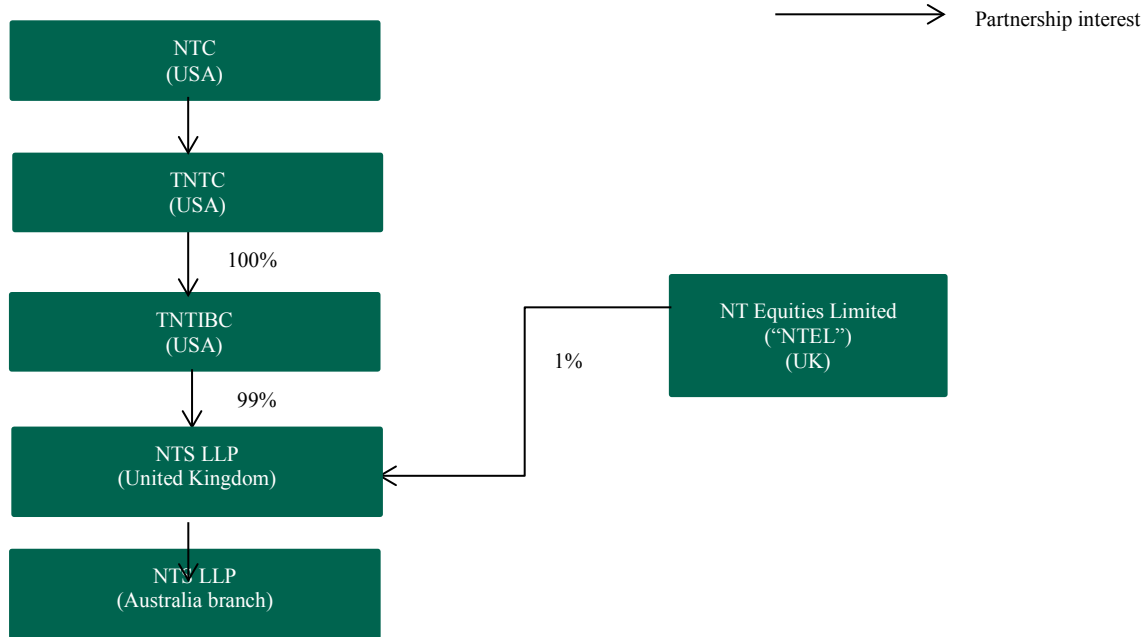 Partnership interest
NTC
(USA)
TNTC
(USA)
100%
TNTIBC
(USA)
NT Equities Limited
(“NTEL”)
(UK)
1%
99%
NTS LLP
(United Kingdom)
NTS LLP
(Australia branch)